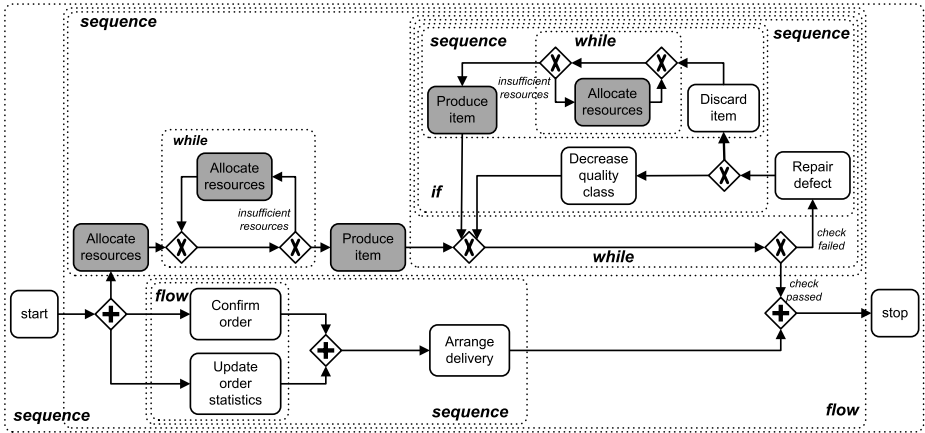 sequence
sequence
while
sequence
insufficient
resources
Produce
item
Allocate
resources
Discard
item
while
Allocate
resources
Decrease
quality
class
Repair
defect
if
insufficient
resources
Allocate
resources
Produce
item
check
failed
while
check
passed
flow
start
Confirm
order
stop
Arrange
delivery
Update
order
statistics
sequence
sequence
flow